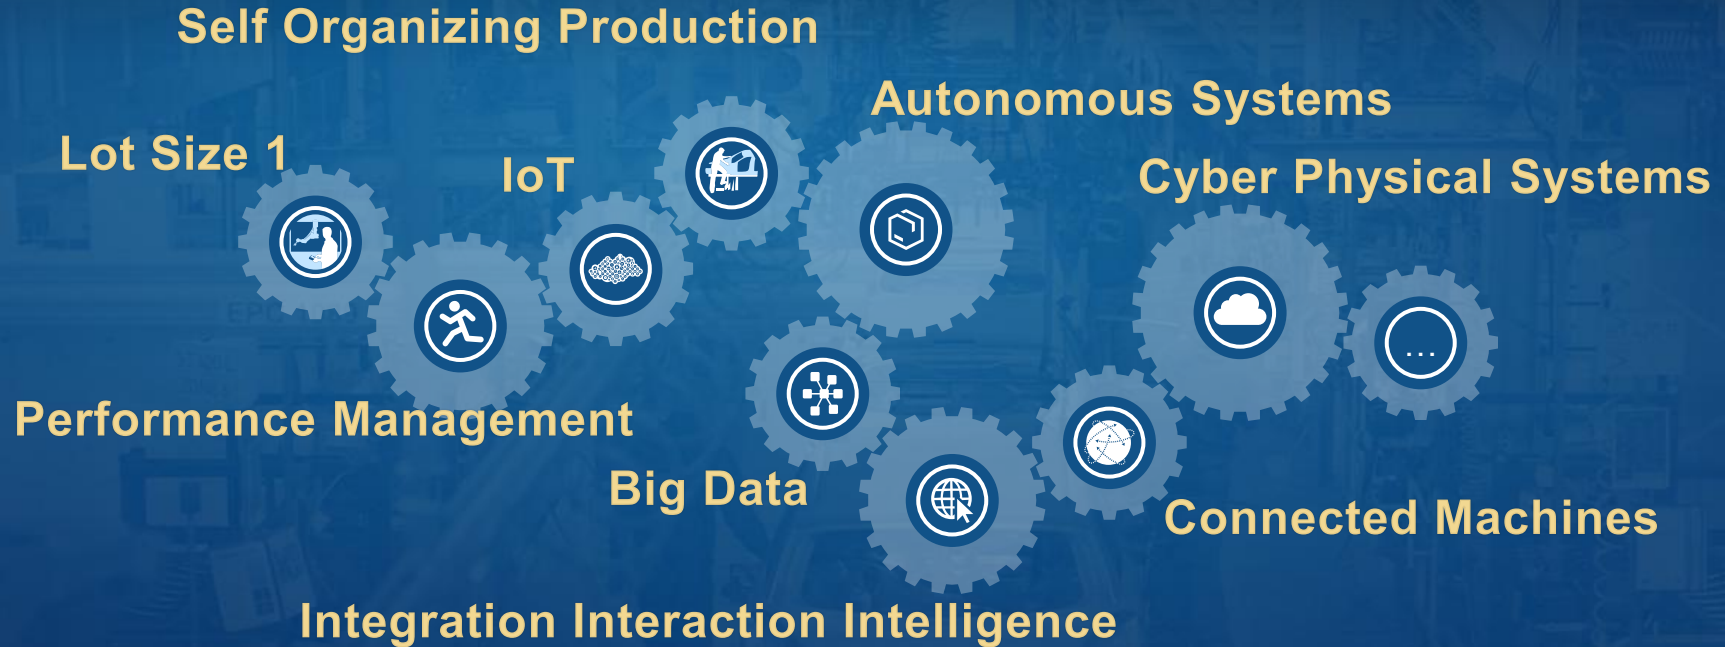 Self Organizing Production
Autonomous Systems
Lot Size 1
IoT
Cyber Physical Systems
...
Performance Management
Big Data
Connected Machines
Integration Interaction Intelligence